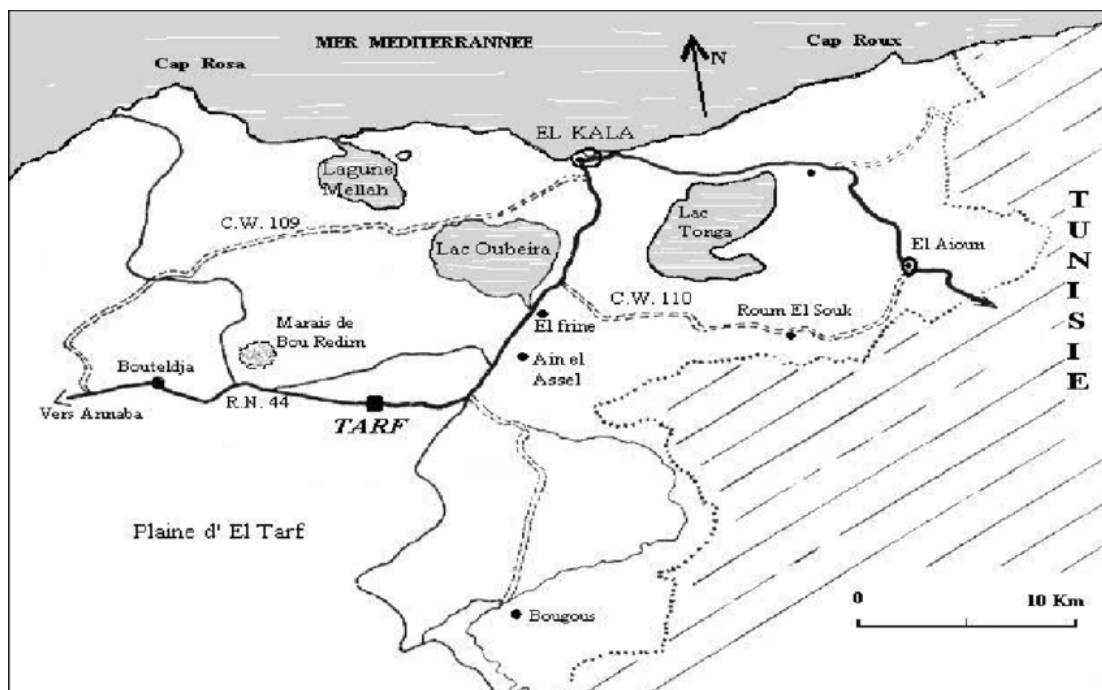 MER MEDITERRANNEE
Cap Roux
Cap Rosa
N
EL KALA
Lagune
Mellah
Lac
Tonga
C.W. 109
Lac Oubeira
El Aioum
TUNISIE
C.W. 110
Roum El Souk
El frine
Marais de
Bou Redim
Ain el
Assel
Bouteldja
Vers Annaba
R.N. 44
TARF
Plaine d' El Tarf
Bougous
0 10 Km